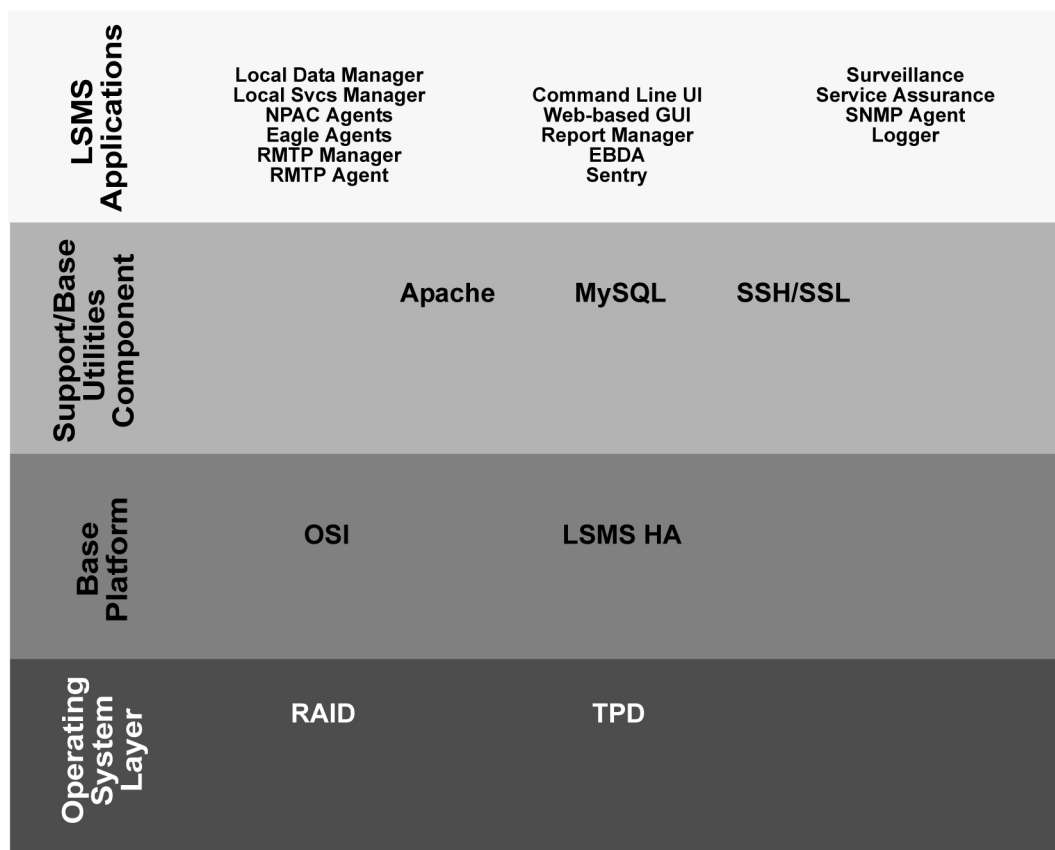 LSMS
Applications
Local Data Manager
Local Svcs Manager
NPAC Agents
Eagle Agents
RMTP Manager
RMTP Agent
Command Line UI
Web-based GUI
Report Manager
EBDA
Sentry
Surveillance
Service Assurance
SNMP Agent
Logger
Support/Base
Utilities
Component
Apache
MySQL
SSH/SSL
Base
Platform
OSI
LSMS HA
Operating
System
Layer
RAID
TPD